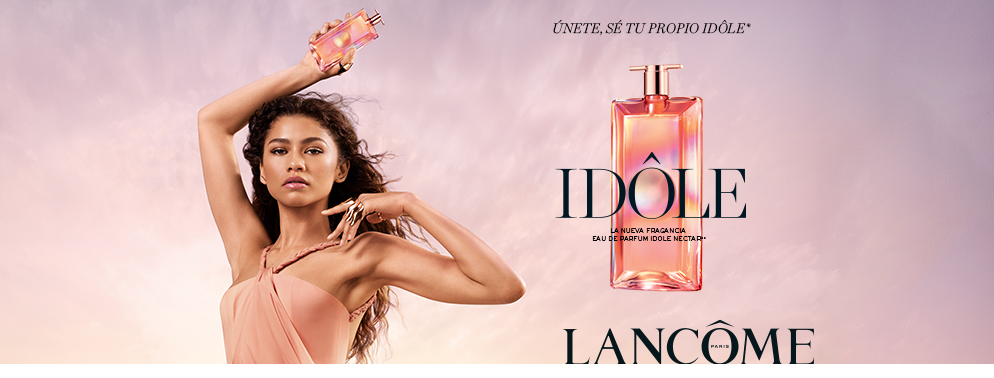 ÚNETE, SÉ TU PROPIO IDÔLE*
IDÔLE
LA NUEVA FRAGANCIA
EAU DE PARFUM IDOLE NECTAR**
LANCÔME
PARIS